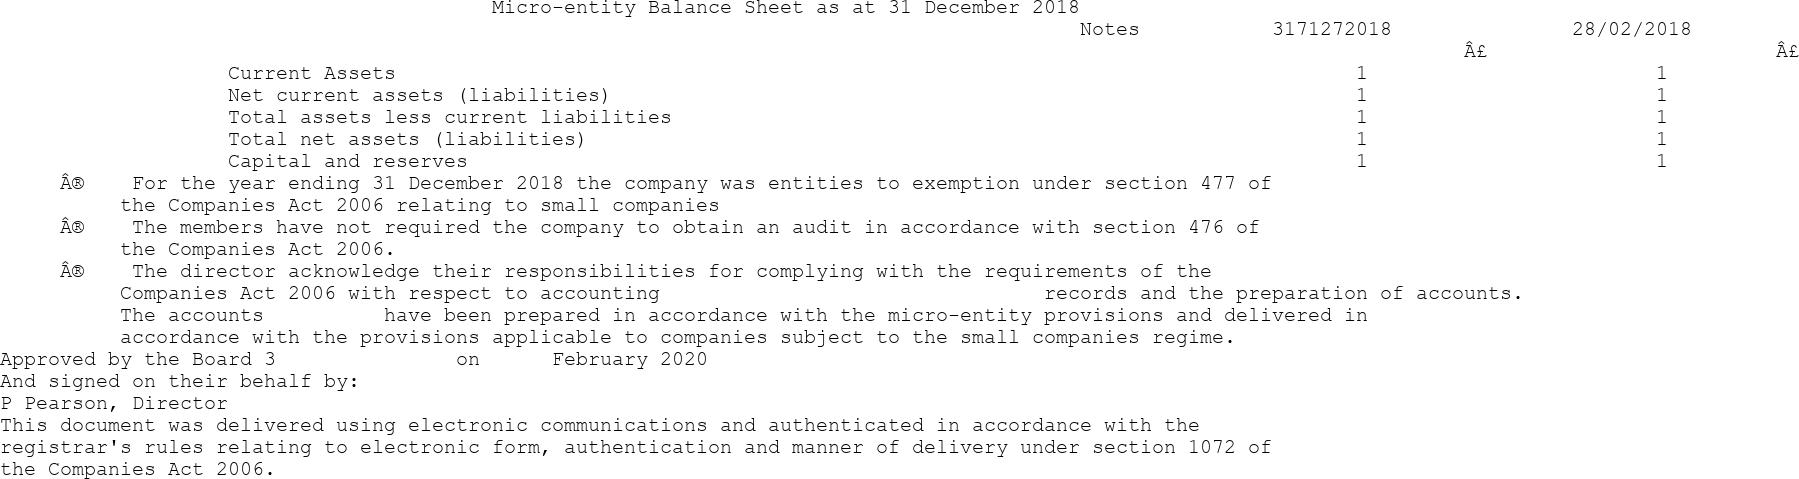 Micro-entity Balance Sheet as at 31 December 2018
Notes 3171272018 28/02/2018
Â£ Â£
Current Assets 1 1
Net current assets (liabilities) 1 1
Total assets less current liabilities 1 1
Total net assets (liabilities) 1 1
Capital and reserves 1 1
Â® For the year ending 31 December 2018 the company was entities to exemption under section 477 of
the Companies Act 2006 relating to small companies
Â® The members have not required the company to obtain an audit in accordance with section 476 of
the Companies Act 2006.
Â® The director acknowledge their responsibilities for complying with the requirements of the
Companies Act 2006 with respect to accounting records and the preparation of accounts.
The accounts have been prepared in accordance with the micro-entity provisions and delivered in
accordance with the provisions applicable to companies subject to the small companies regime.
Approved by the Board 3 on February 2020
And signed on their behalf by:
P Pearson, Director
This document was delivered using electronic communications and authenticated in accordance with the
registrar's rules relating to electronic form, authentication and manner of delivery under section 1072 of
the Companies Act 2006.